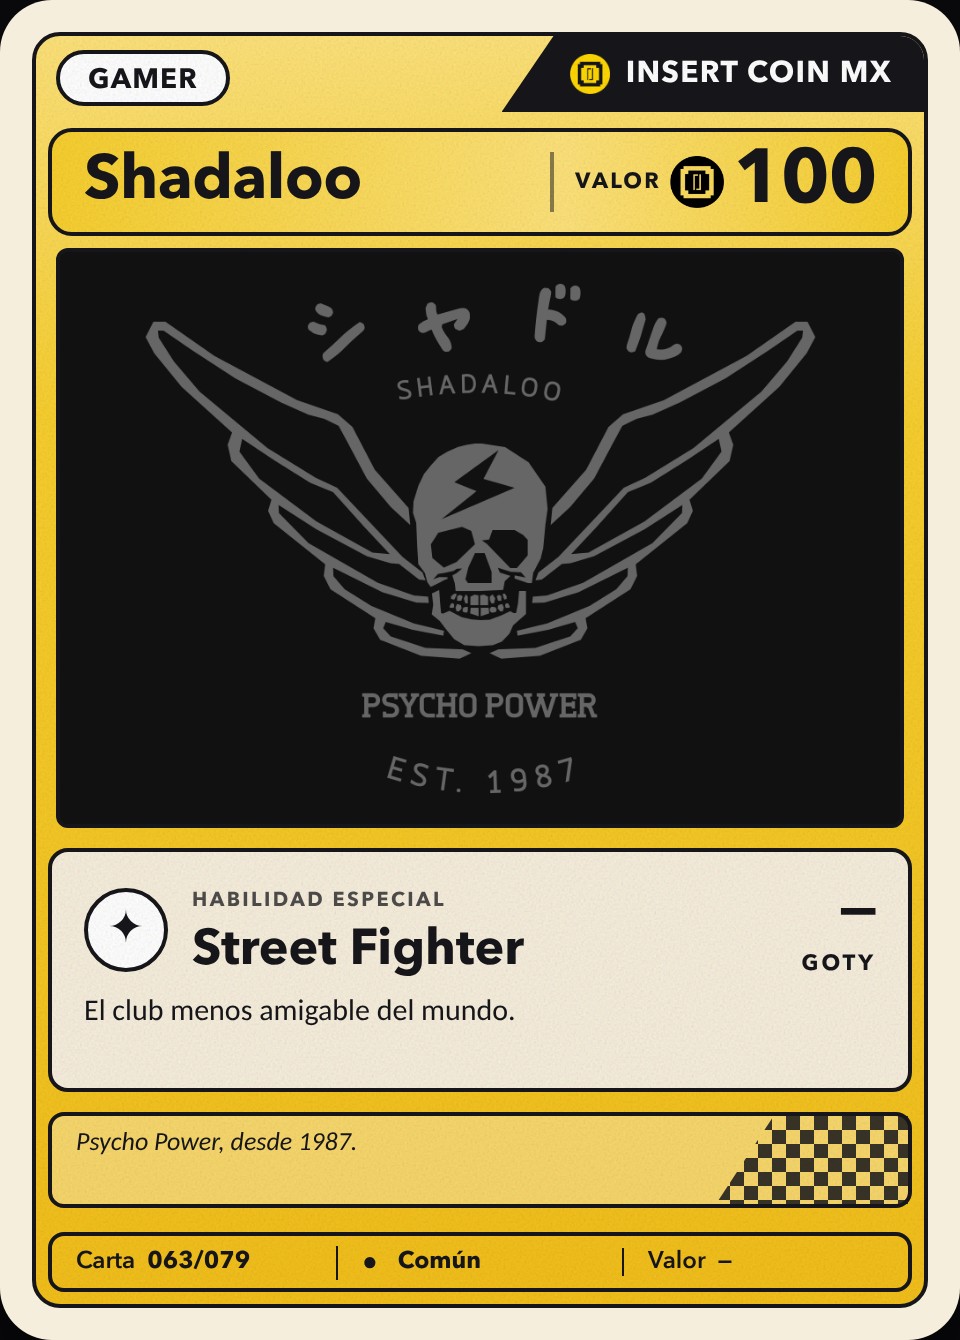 GAMER
INSERT COIN MX
Shadaloo
VALOR 100
シャドル
SHADALOO
PSYCHO POWER
EST. 1987
HABILIDAD ESPECIAL
Street Fighter
–
GOTY
El club menos amigable del mundo.
Psycho Power, desde 1987.
Carta 063/079
● Común
Valor –